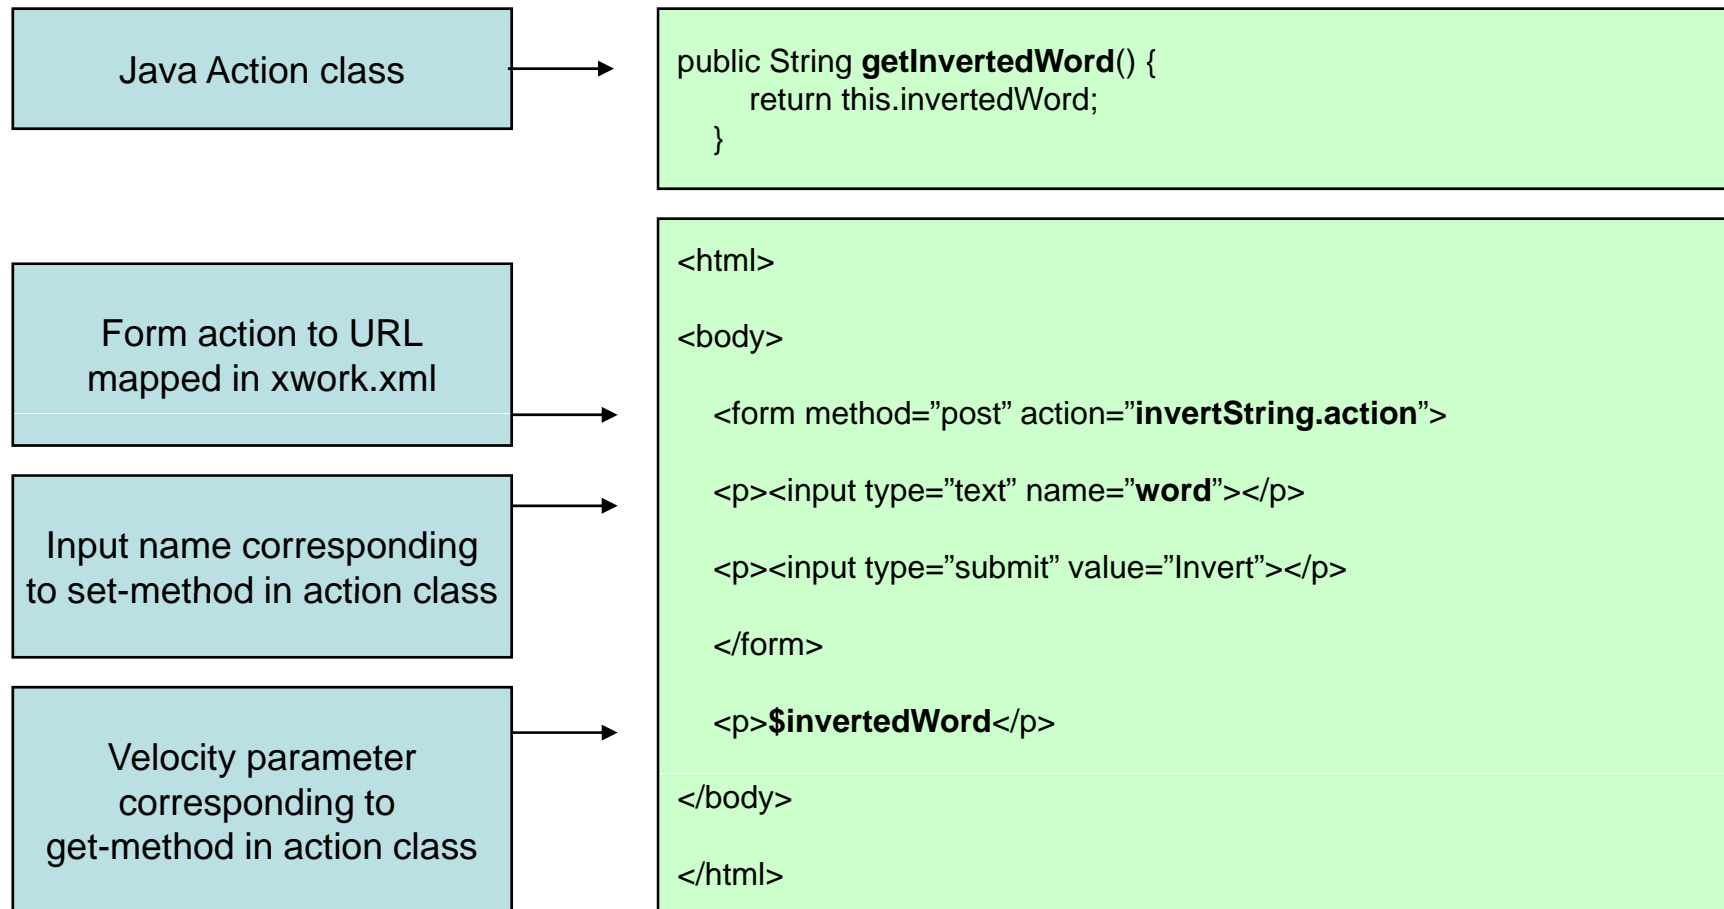 Java Action class
public String getInvertedWord() {
return this.invertedWord;
}
Form action to URL
mapped in xwork.xml
Input name corresponding
to set-method in action class
Velocity parameter
corresponding to
get-method in action class
<html>
<body>
<form method=”post” action=”invertString.action”>
<p><input type=”text” name=”word”></p>
<p><input type=”submit” value=”Invert”></p>
</form>
<p>$invertedWord</p>
</body>
</html>